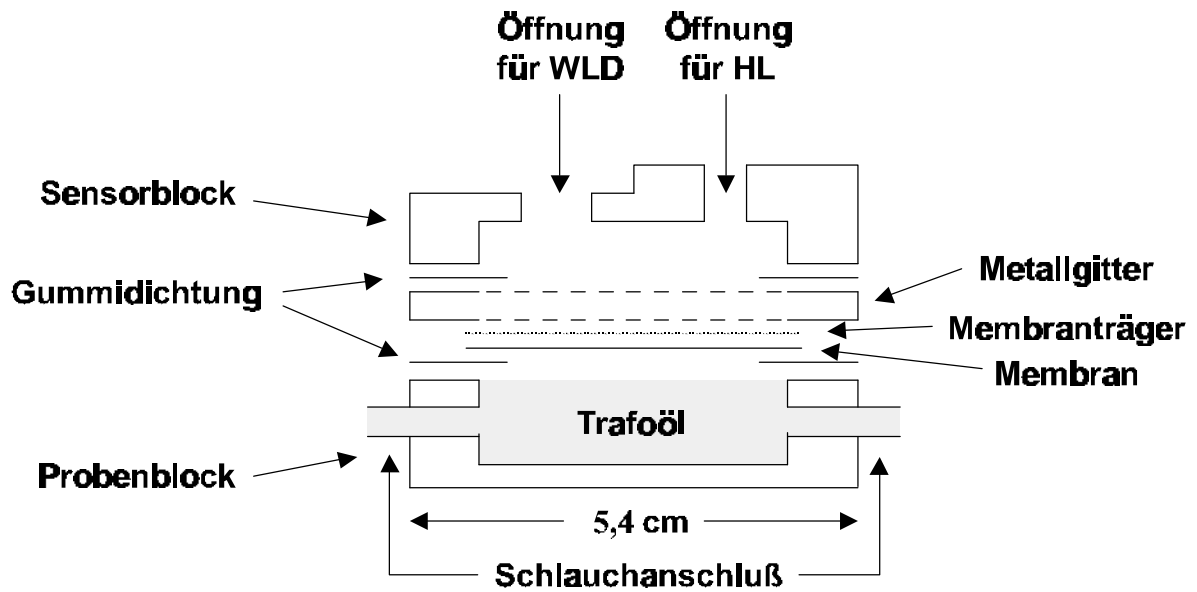 Öffnung
für WLD
Öffnung
für HL
Sensorblock
Gummidichtung
Metallgitter
Membranträger
Membran
Trafoöl
Probenblock
5,4 cm
Schlauchanschluß